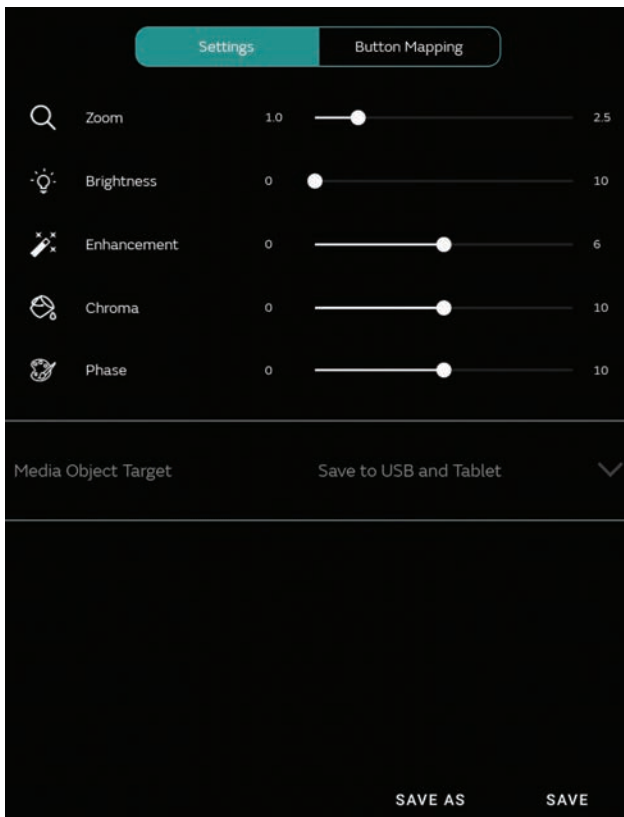 Settings Button Mapping
Zoom 1.0 2.5
Brightness 0 10
Enhancement 0 6
Chroma 0 10
Phase 0 10
Media Object Target Save to USB and Tablet
SAVE AS SAVE